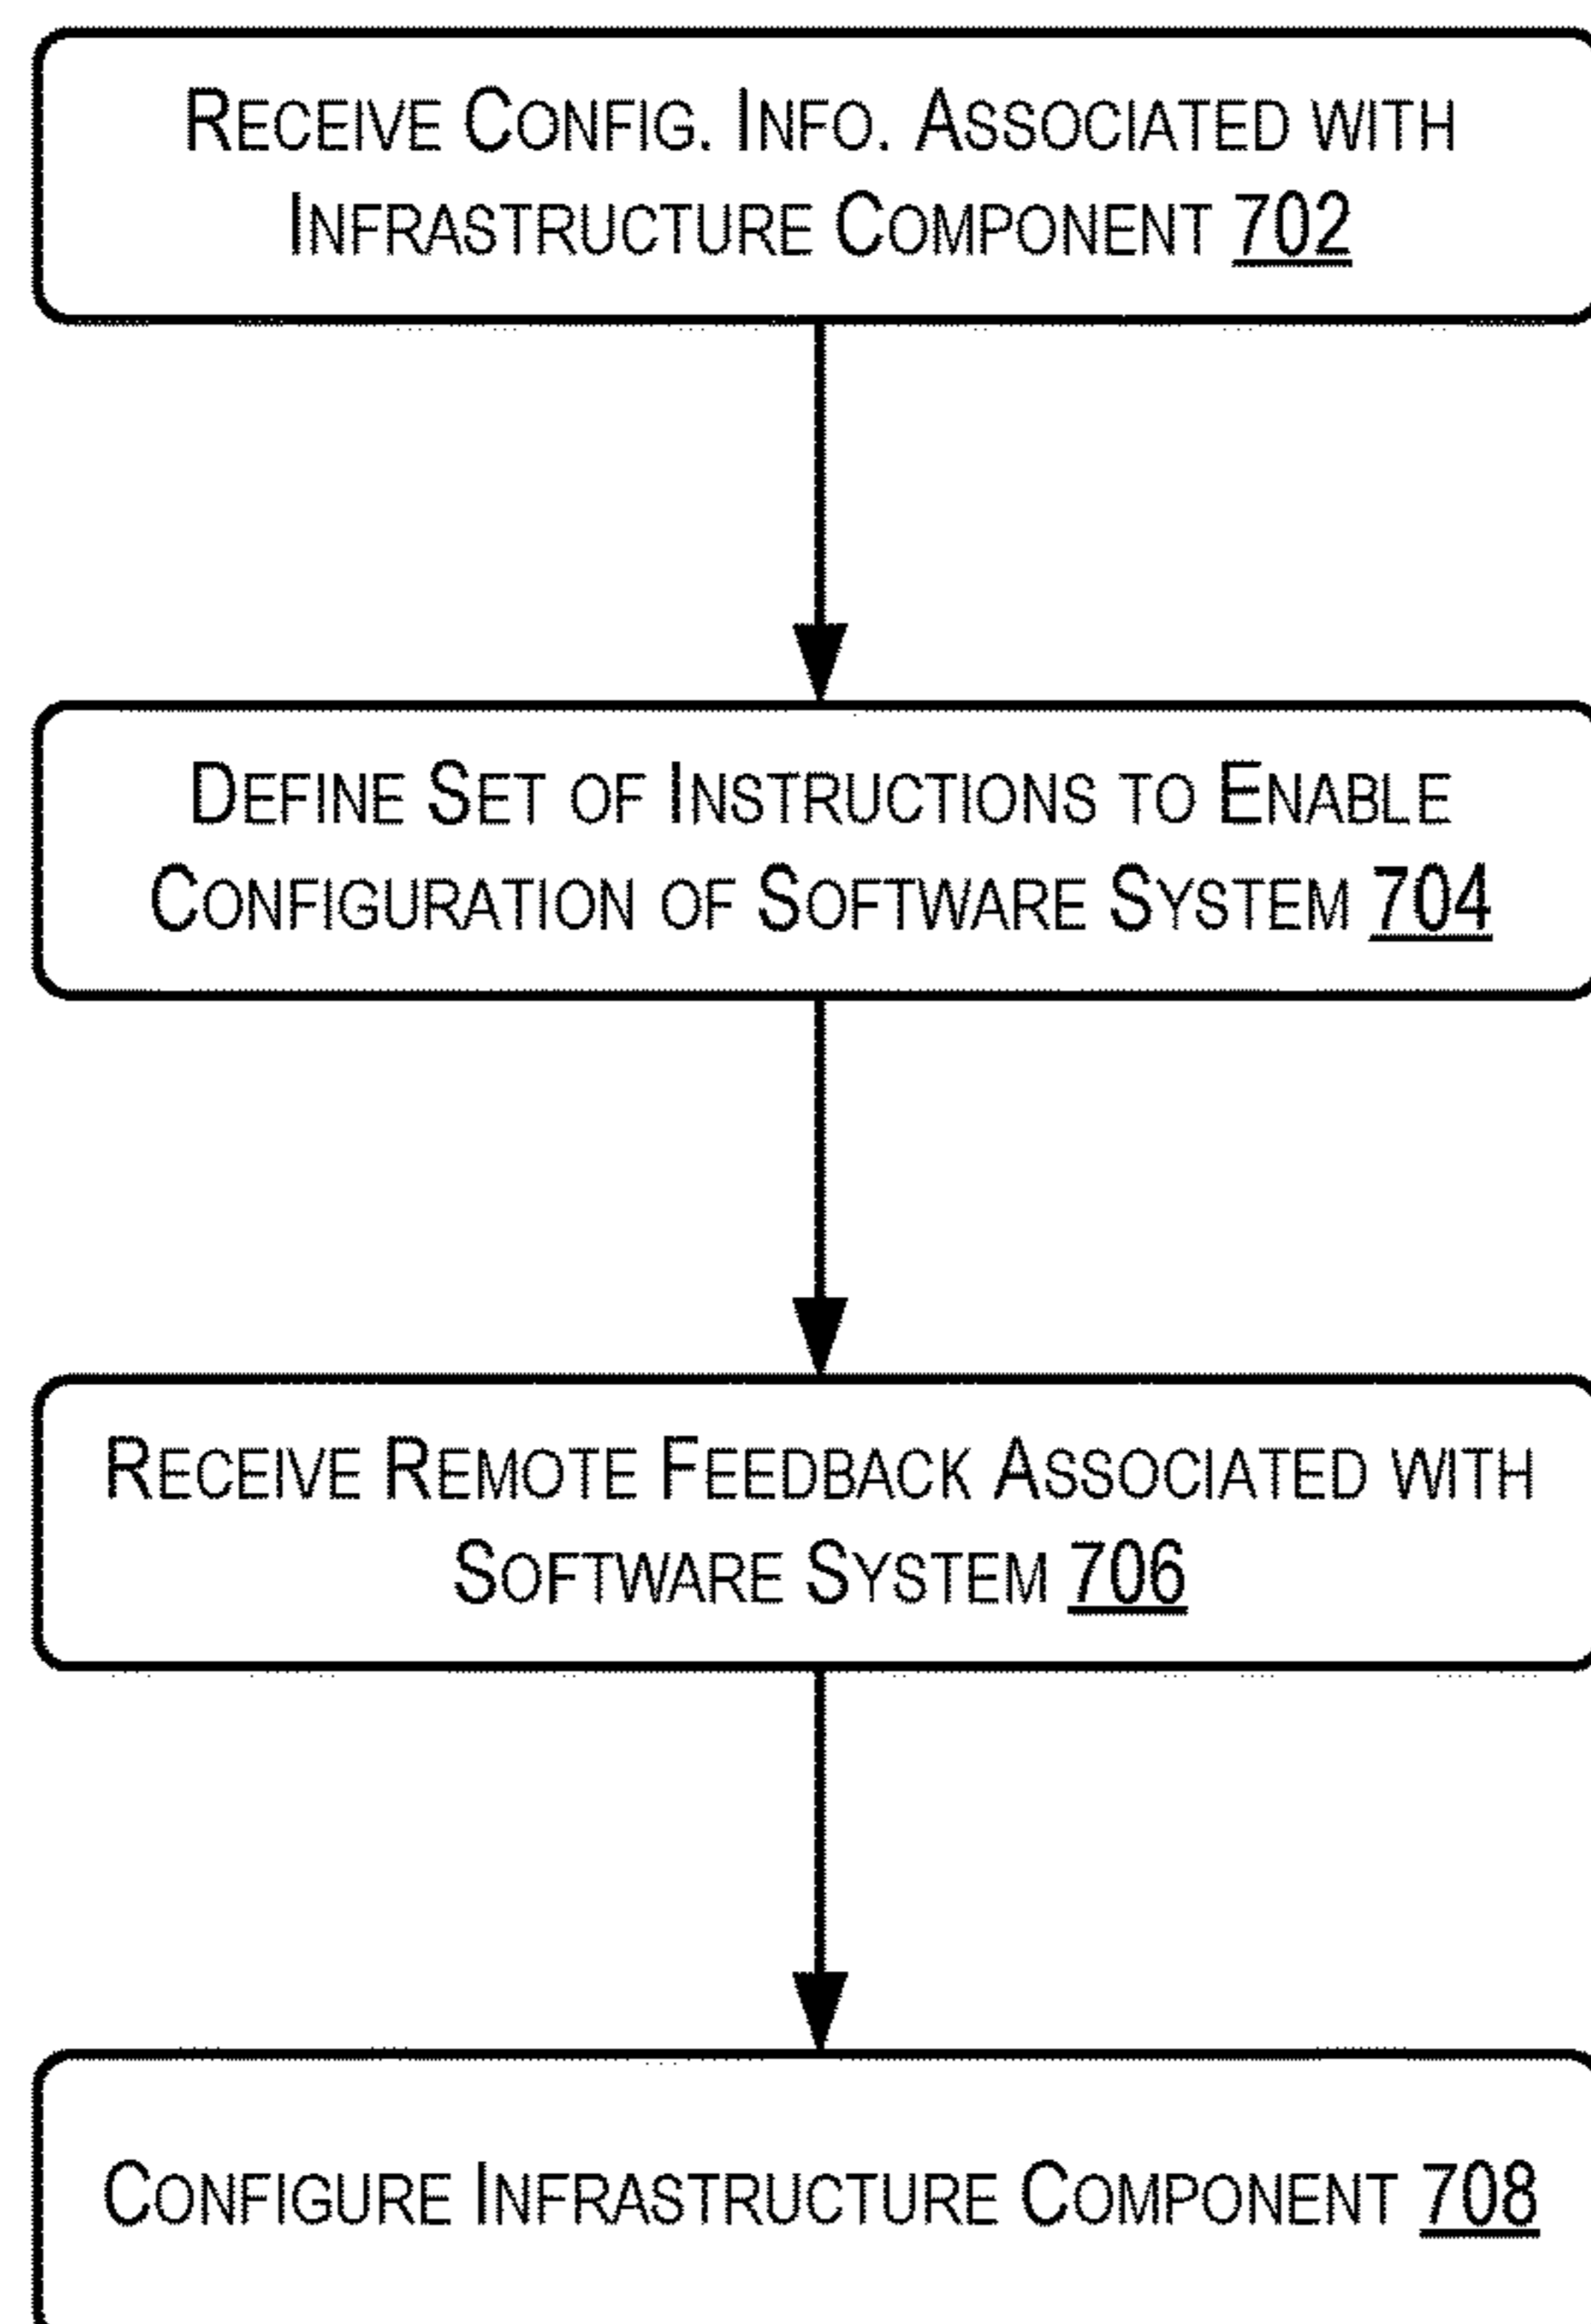 RECEIVE CONFIG. INFO. ASSOCIATED WITH
INFRASTRUCTURE COMPONENT 702
DEFINE SET OF INSTRUCTIONS TO ENABLE
CONFIGURATION OF SOFTWARE SYSTEM 704
RECEIVE REMOTE FEEDBACK ASSOCIATED WITH
SOFTWARE SYSTEM 706
CONFIGURE INFRASTRUCTURE COMPONENT 708